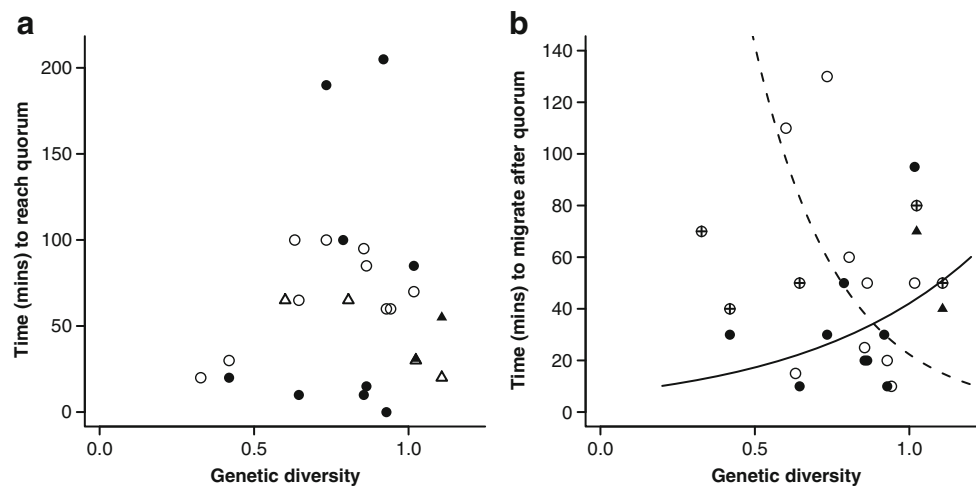 a
Time (mins) to reach quorum
200
150
100
50
0
0.0 0.5 1.0
Genetic diversity
b
Time (mins) to migrate after quorum
140
120
100
80
60
40
20
0
0.0 0.5 1.0
Genetic diversity